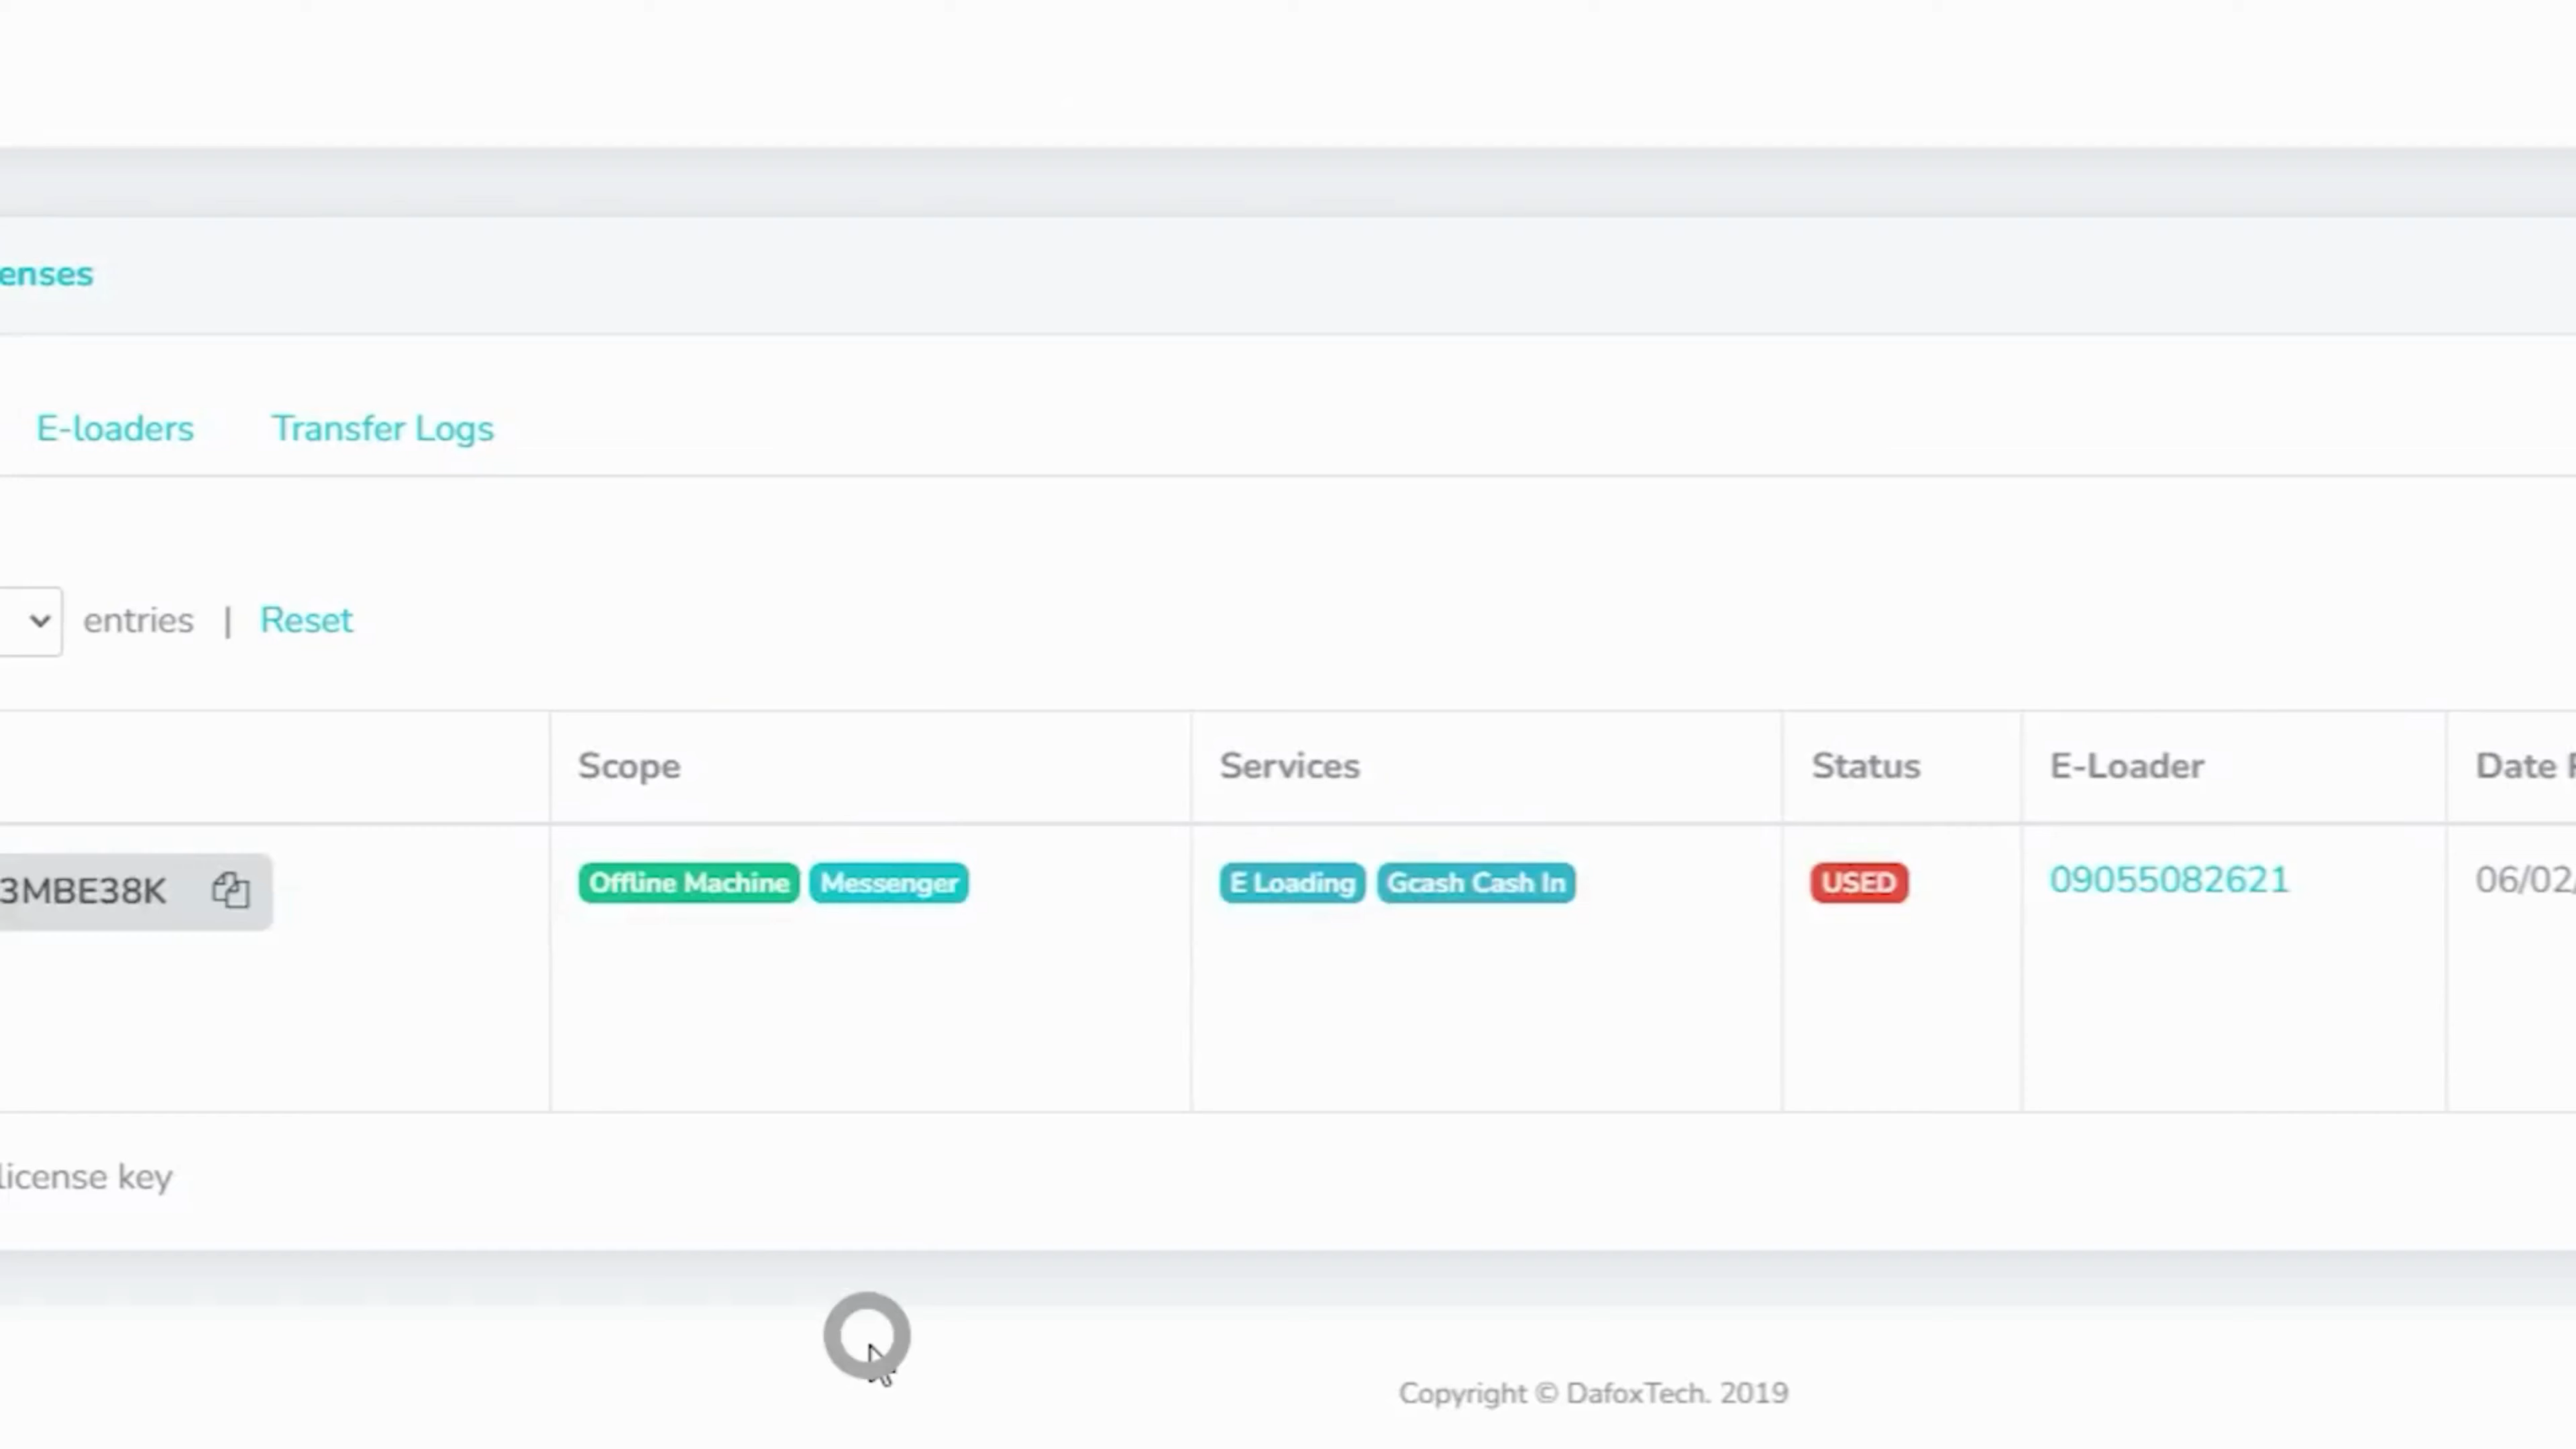 enses
E-loaders Transfer Logs
entries | Reset
Scope Services Status E-Loader Date
3MBE38K Offline Machine Messenger E Loading Gcash Cash In USED 09055082621 06/02/
license key
Copyright © DafoxTech. 2019